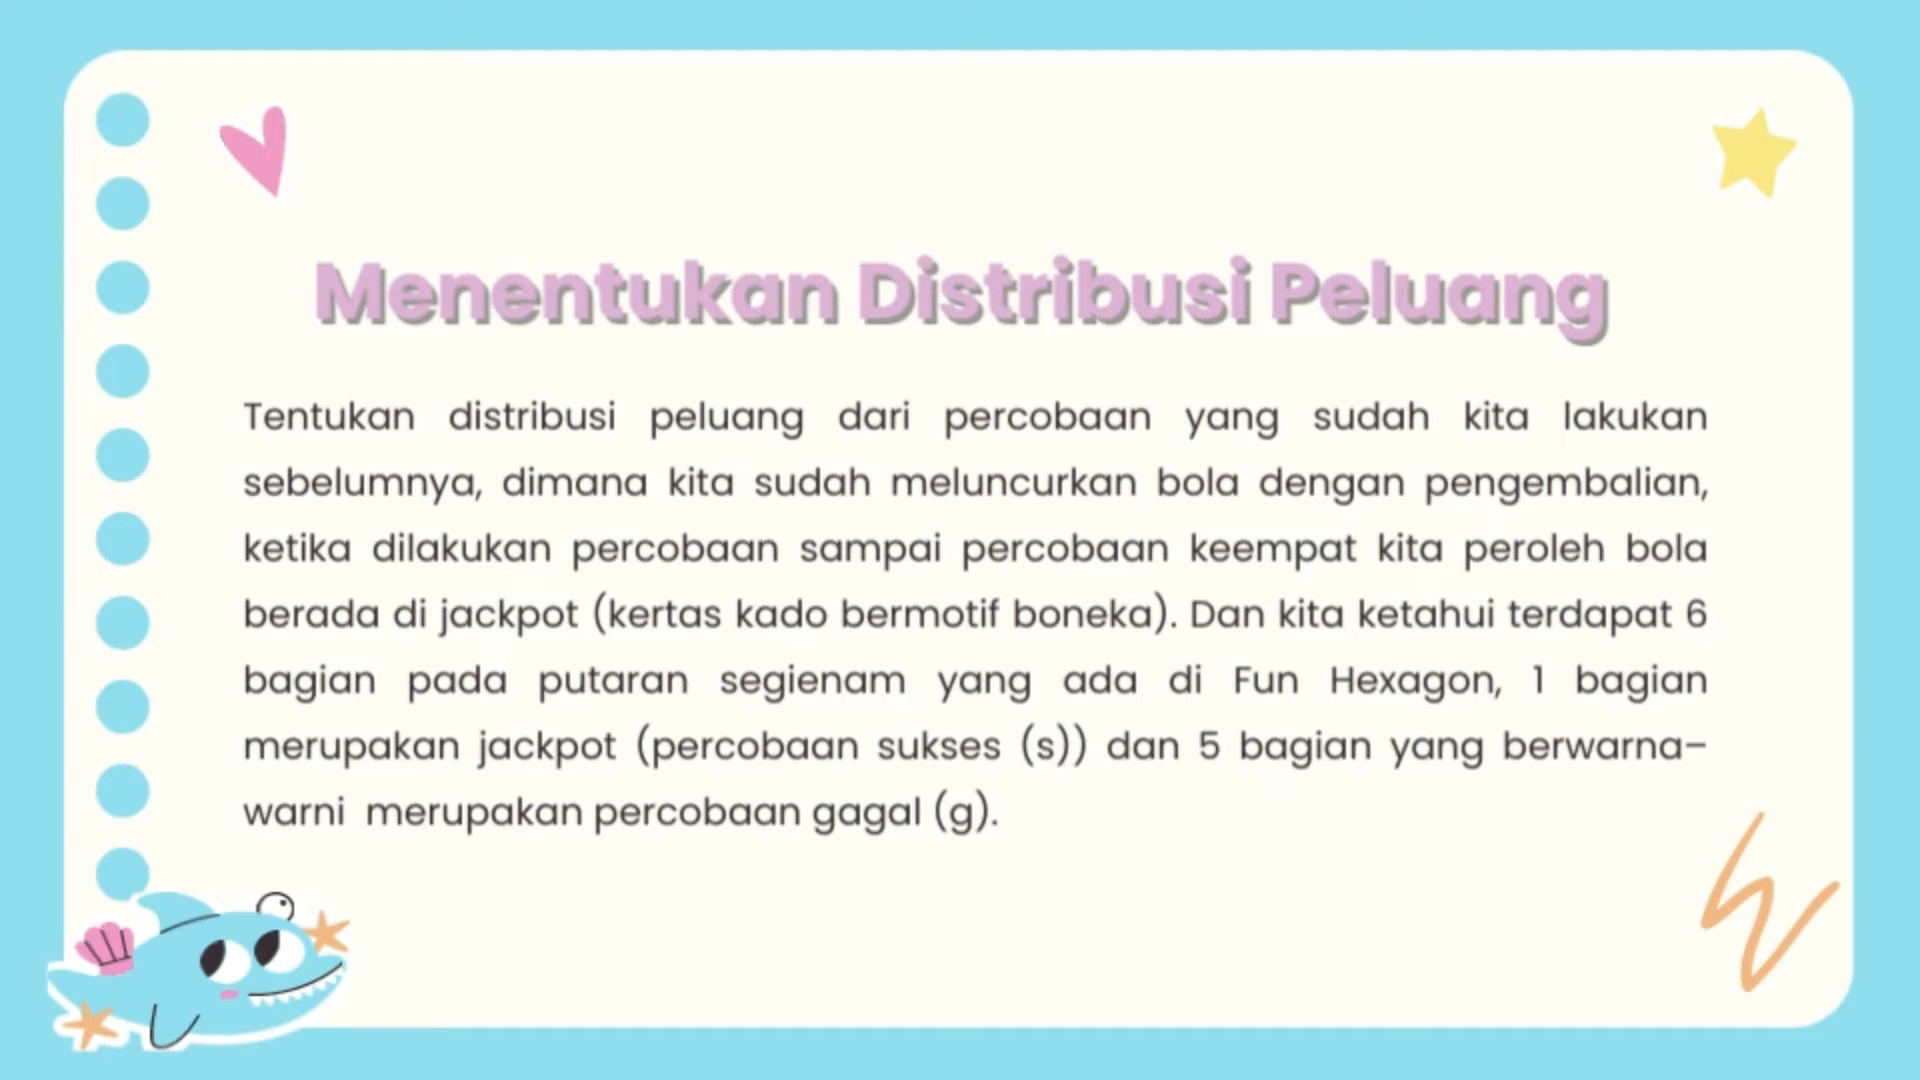 Menentukan Distribusi Peluang
Tentukan distribusi peluang dari percobaan yang sudah kita lakukan
sebelumnya, dimana kita sudah meluncurkan bola dengan pengembalian,
ketika dilakukan percobaan sampai percobaan keempat kita peroleh bola
berada di jackpot (kertas kado bermotif boneka). Dan kita ketahui terdapat 6
bagian pada putaran segienam yang ada di Fun Hexagon, 1 bagian
merupakan jackpot (percobaan sukses (s)) dan 5 bagian yang berwarna–
warni merupakan percobaan gagal (g).